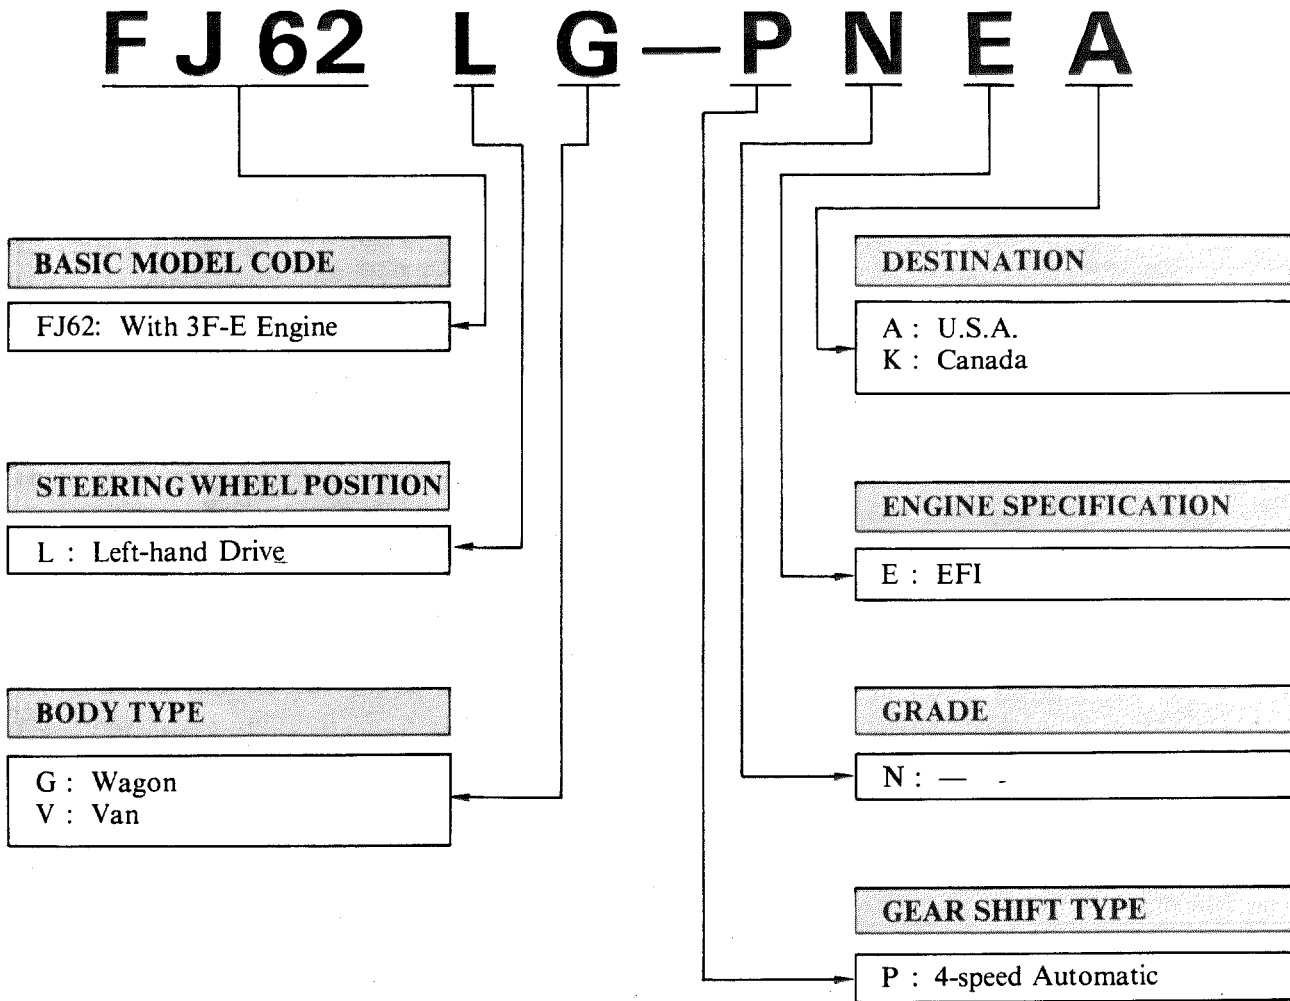 FJ62 L G — P N E A
BASIC MODEL CODE
FJ62: With 3F-E Engine
STEERING WHEEL POSITION
L : Left-hand Drive
BODY TYPE
G : Wagon
V : Van
DESTINATION
A : U.S.A.
K : Canada
ENGINE SPECIFICATION
E : EFI
GRADE
N : —
GEAR SHIFT TYPE
P : 4-speed Automatic